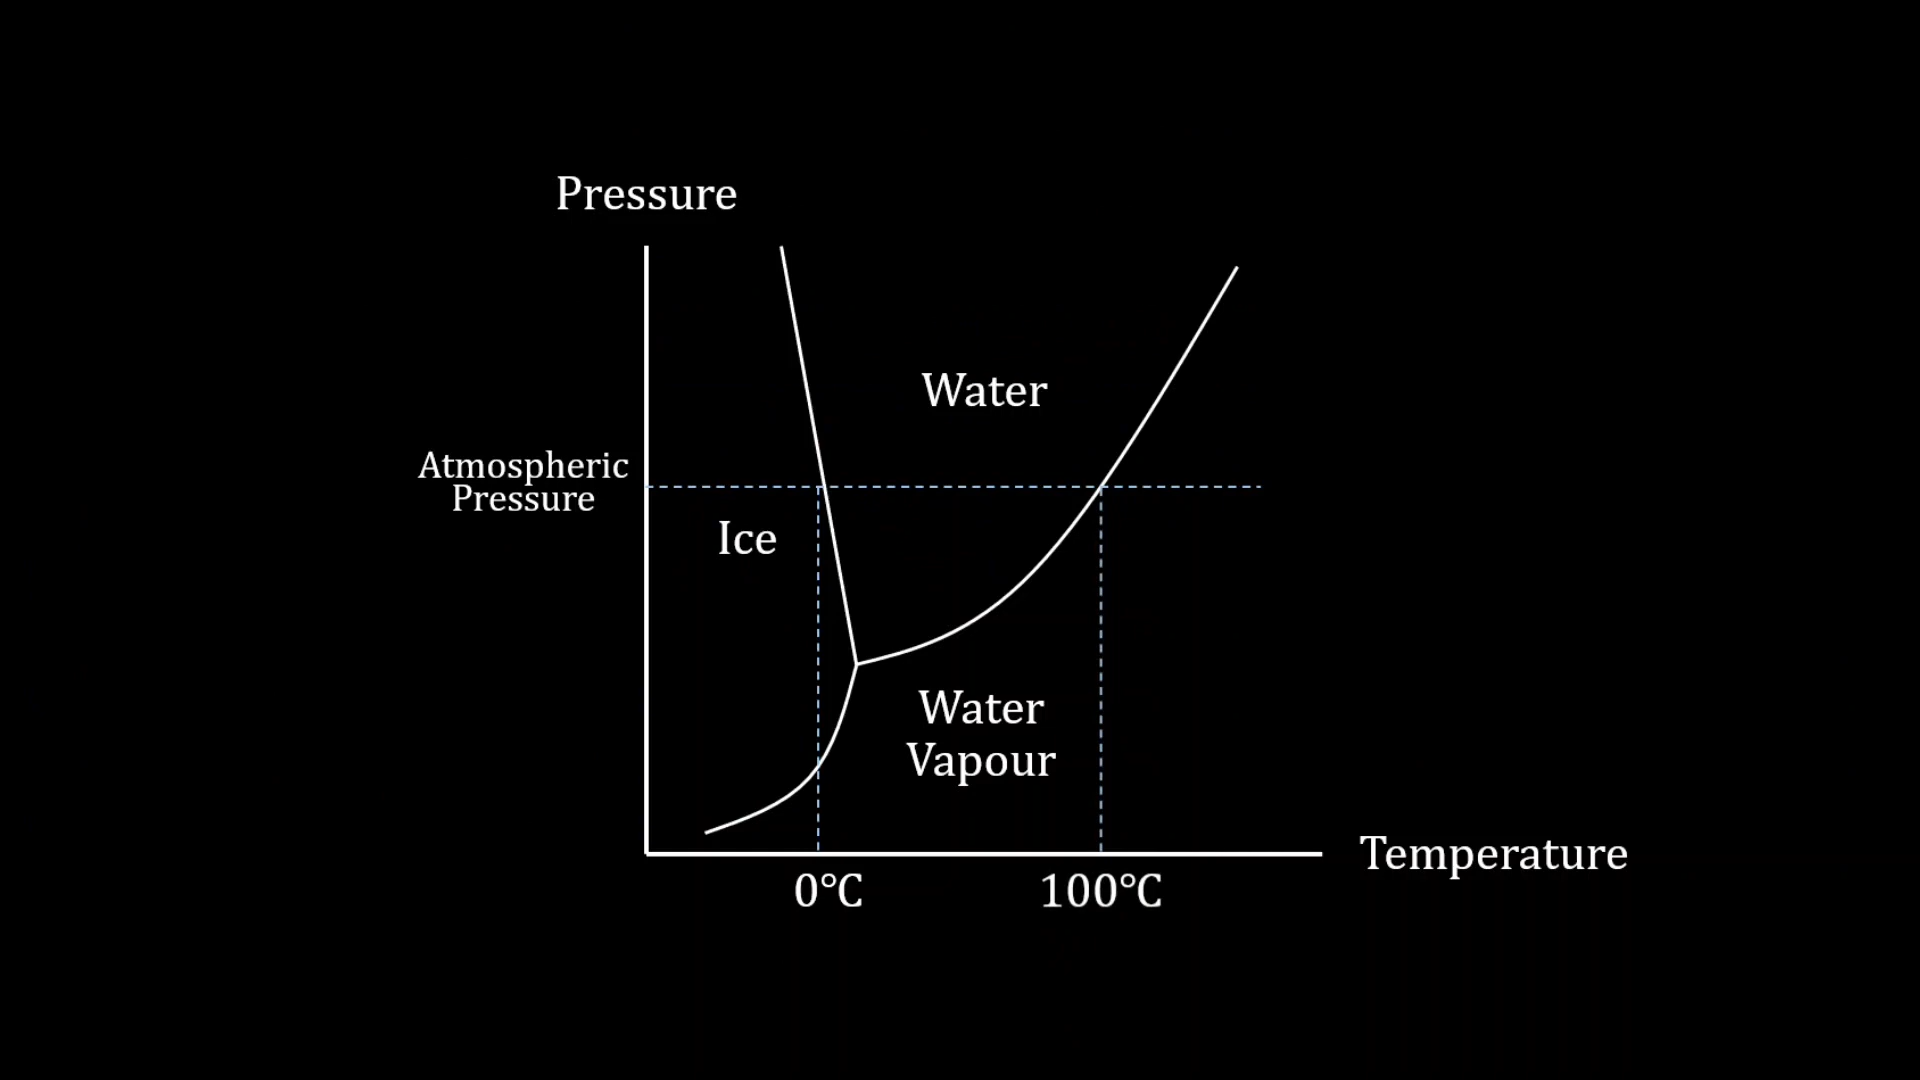 Pressure
Water
Atmospheric
Pressure
Ice
Water
Vapour
Temperature
0°C
100°C